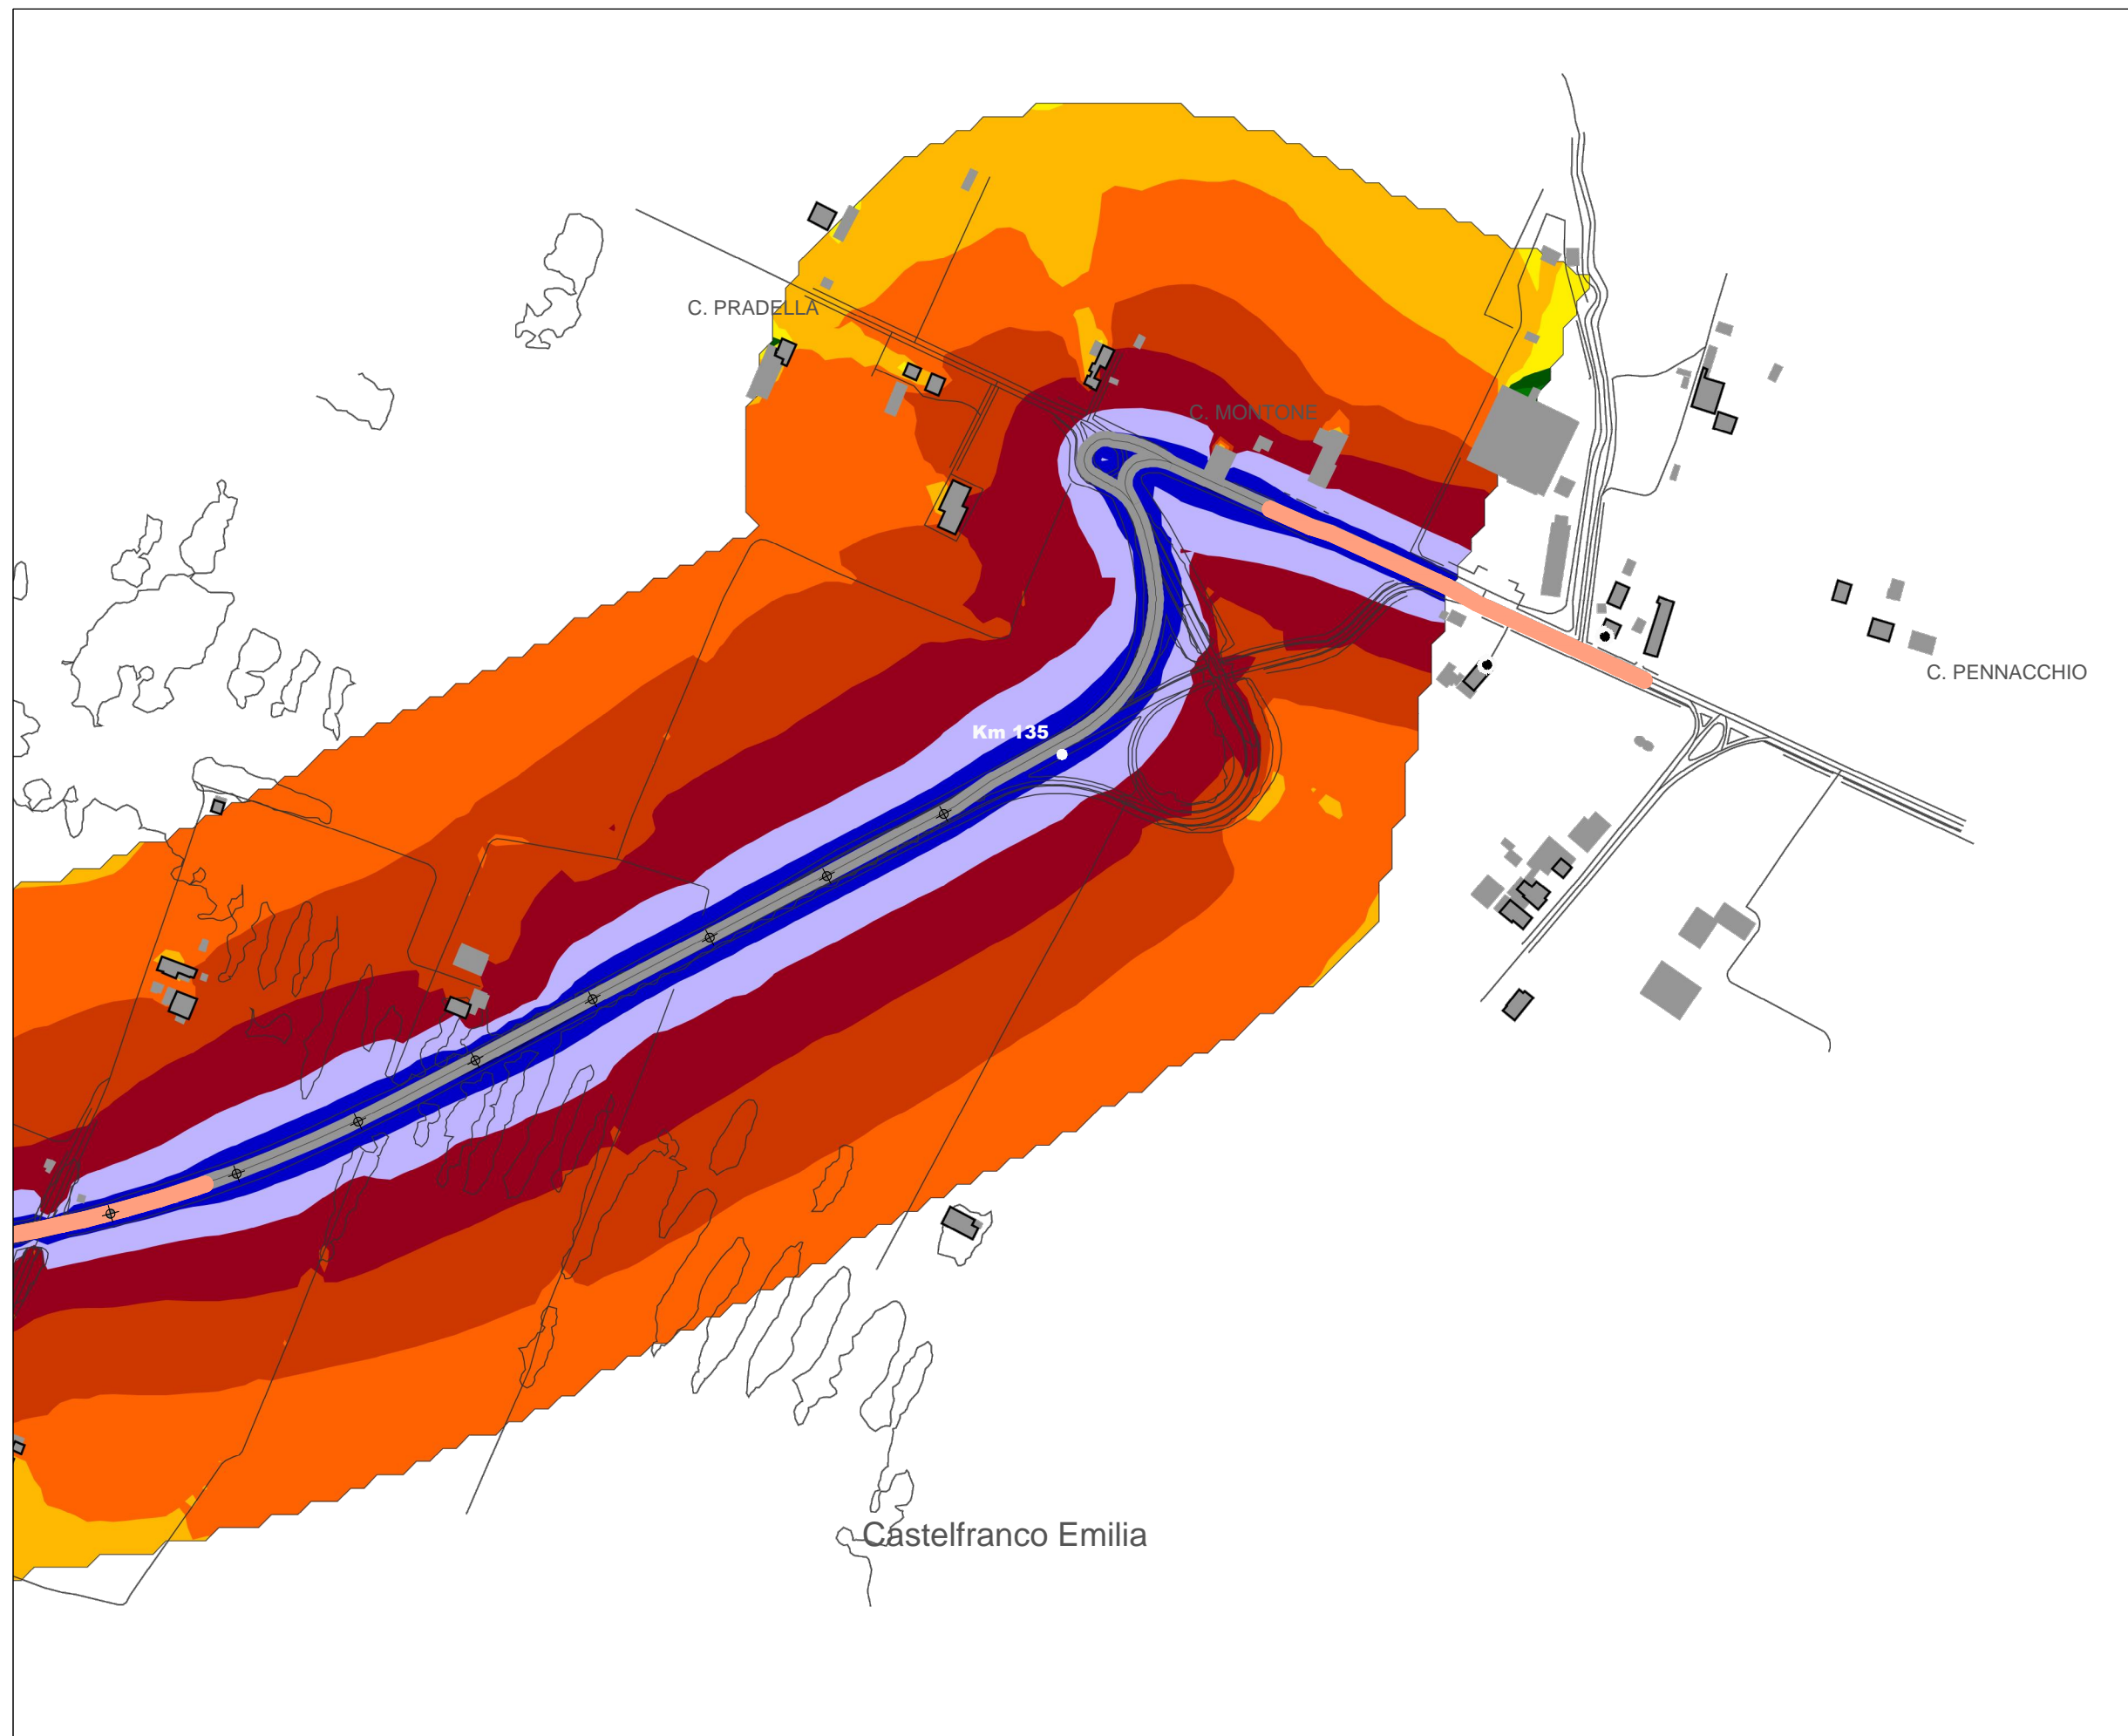 C. PRADELLA
C. MONTONE
C. PENNACCHIO
Km 135
Castelfranco Emilia